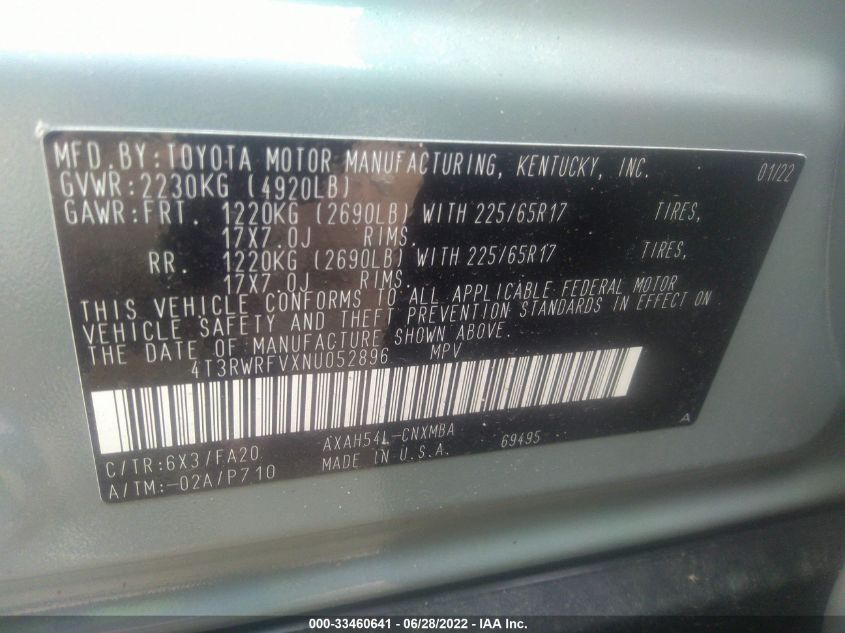 MFD.BY:TOYOTA MOTOR MANUFACTURING, KENTUCKY, INC. 01/22
GVWR:2230KG (4920LB)
GAWR:FRT. 1220KG (2690LB) WITH 225/65R17 TIRES,
17X7.0J RIMS.
RR. 1220KG (2690LB) WITH 225/65R17 TIRES,
17X7.0J RIMS.
THIS VEHICLE CONFORMS TO ALL APPLICABLE FEDERAL MOTOR
VEHICLE SAFETY AND THEFT PREVENTION STANDARDS IN EFFECT ON
THE DATE OF MANUFACTURE SHOWN ABOVE.
4T3RWRFVXNU052896 MPV
A
C/TR:6X3/FA20 AXAH54L-CNXMBA 69495
A/TM:-02A/P710 MADE IN U.S.A.
000-33460641 - 06/28/2022 - IAA Inc.